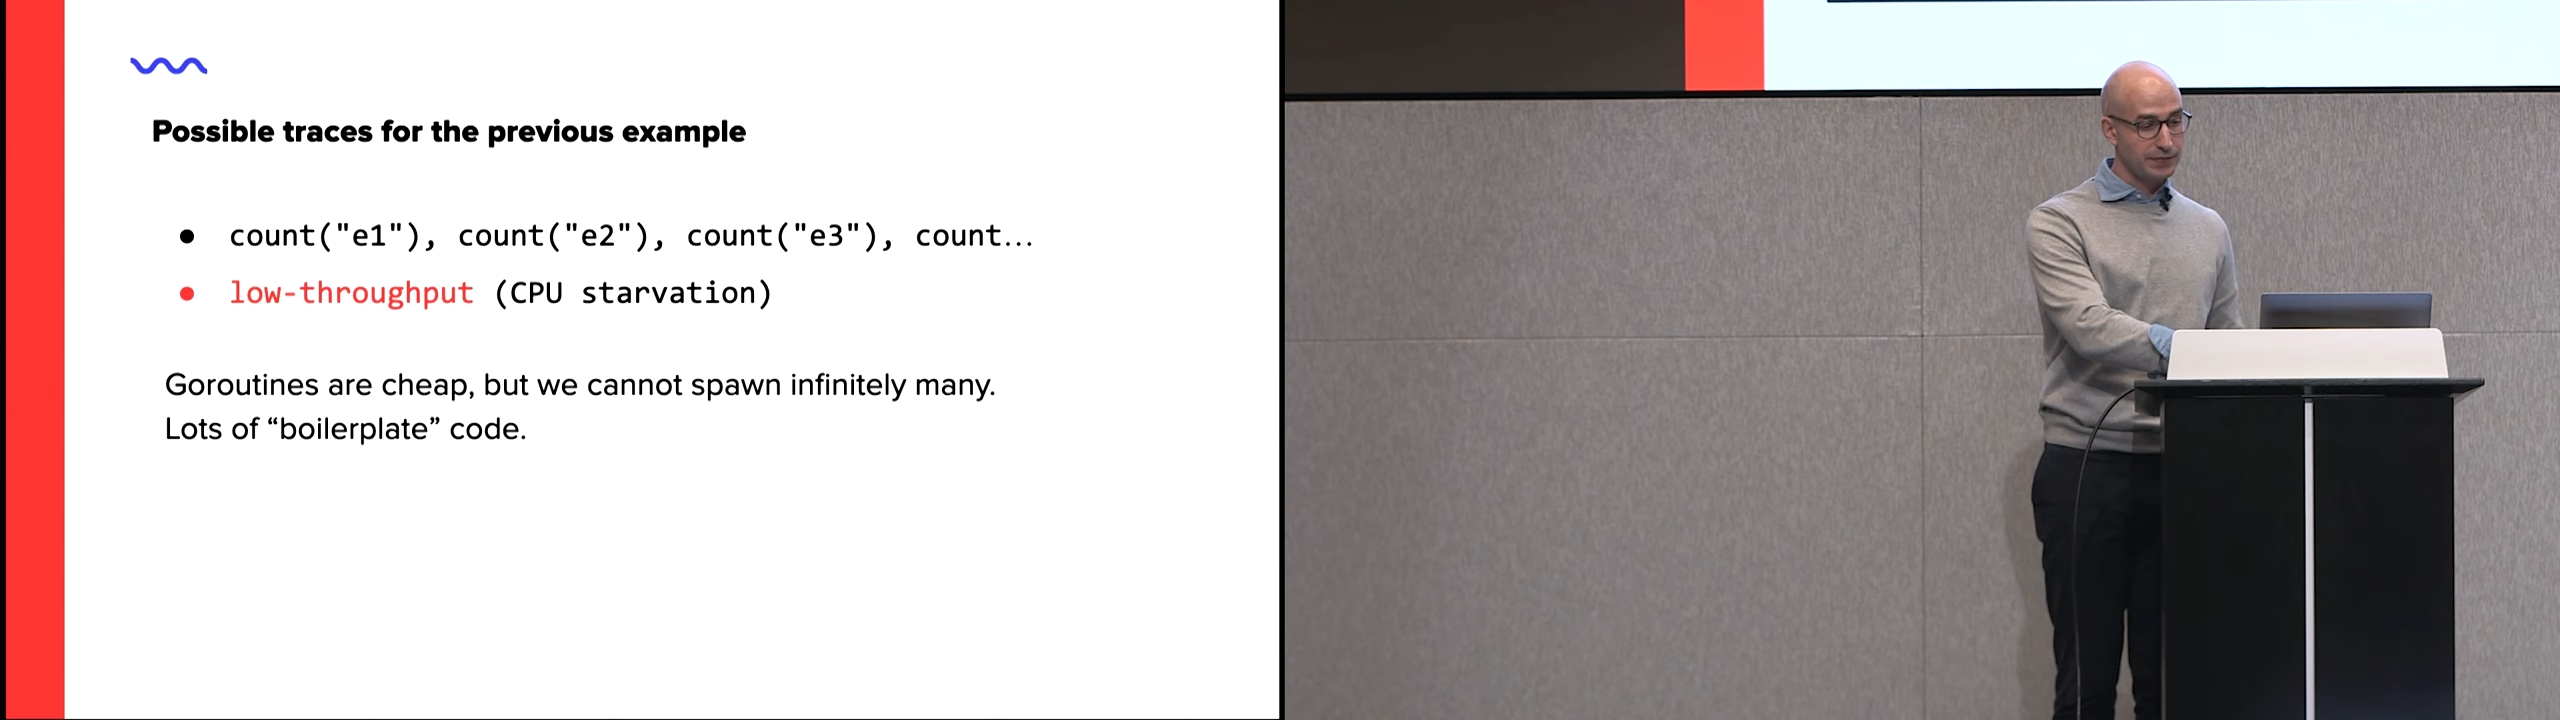 Possible traces for the previous example
● count("e1"), count("e2"), count("e3"), count...
● low-throughput (CPU starvation)
Goroutines are cheap, but we cannot spawn infinitely many.
Lots of “boilerplate” code.